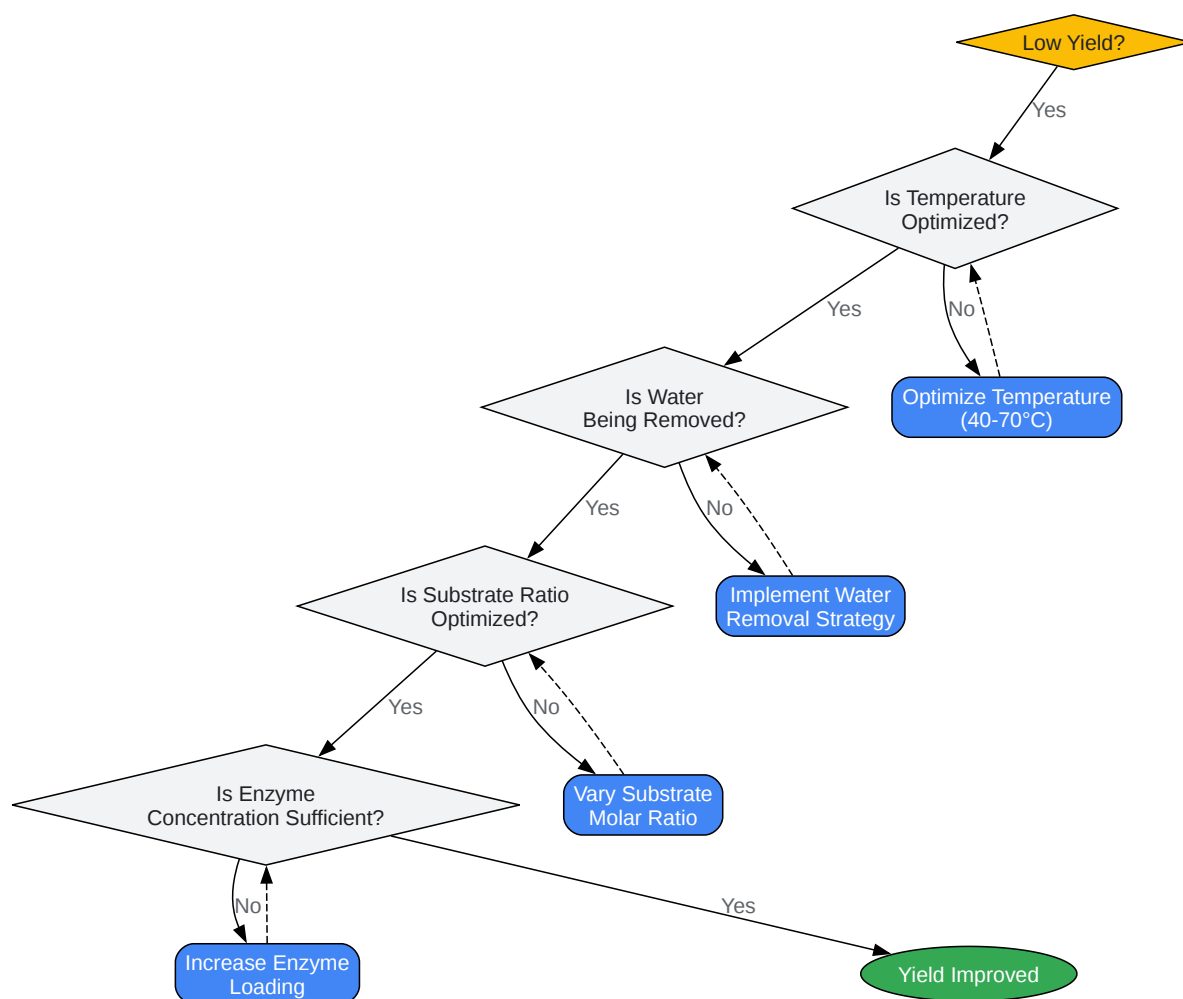 Low Yield?
Yes
Is Temperature
Optimized?
Yes
No
Optimize Temperature
(40-70°C)
Is Water
Being Removed?
Yes
No
Implement Water
Removal Strategy
Is Substrate Ratio
Optimized?
Yes
No
Vary Substrate
Molar Ratio
Is Enzyme
Concentration Sufficient?
No
Yes
Increase Enzyme
Loading
Yield Improved